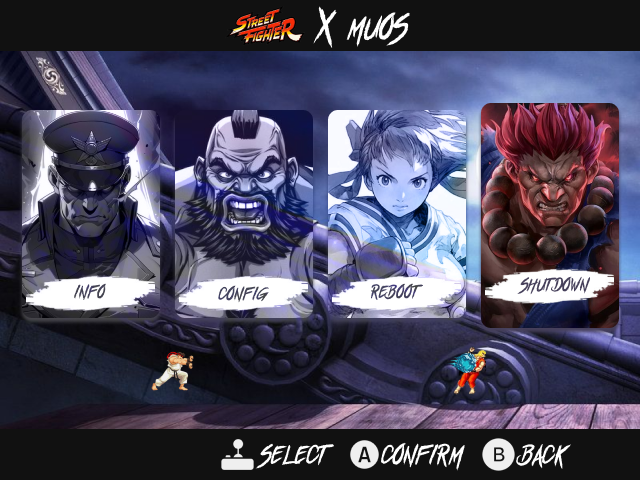 STREET FIGHTER X MUOS
INFO
CONFIG
REBOOT
SHUTDOWN
SELECT A CONFIRM B BACK